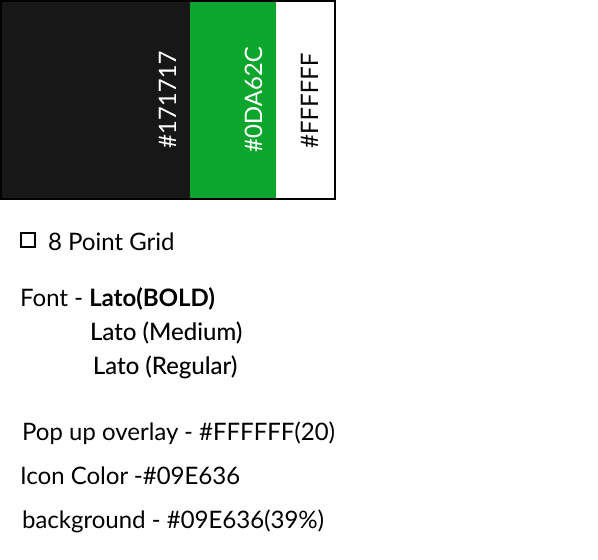 #171717
#0DA62C
#FFFFFF
8 Point Grid
Font - Lato(BOLD)
Lato (Medium)
Lato (Regular)
Pop up overlay - #FFFFFF(20)
Icon Color -#09E636
background - #09E636(39%)